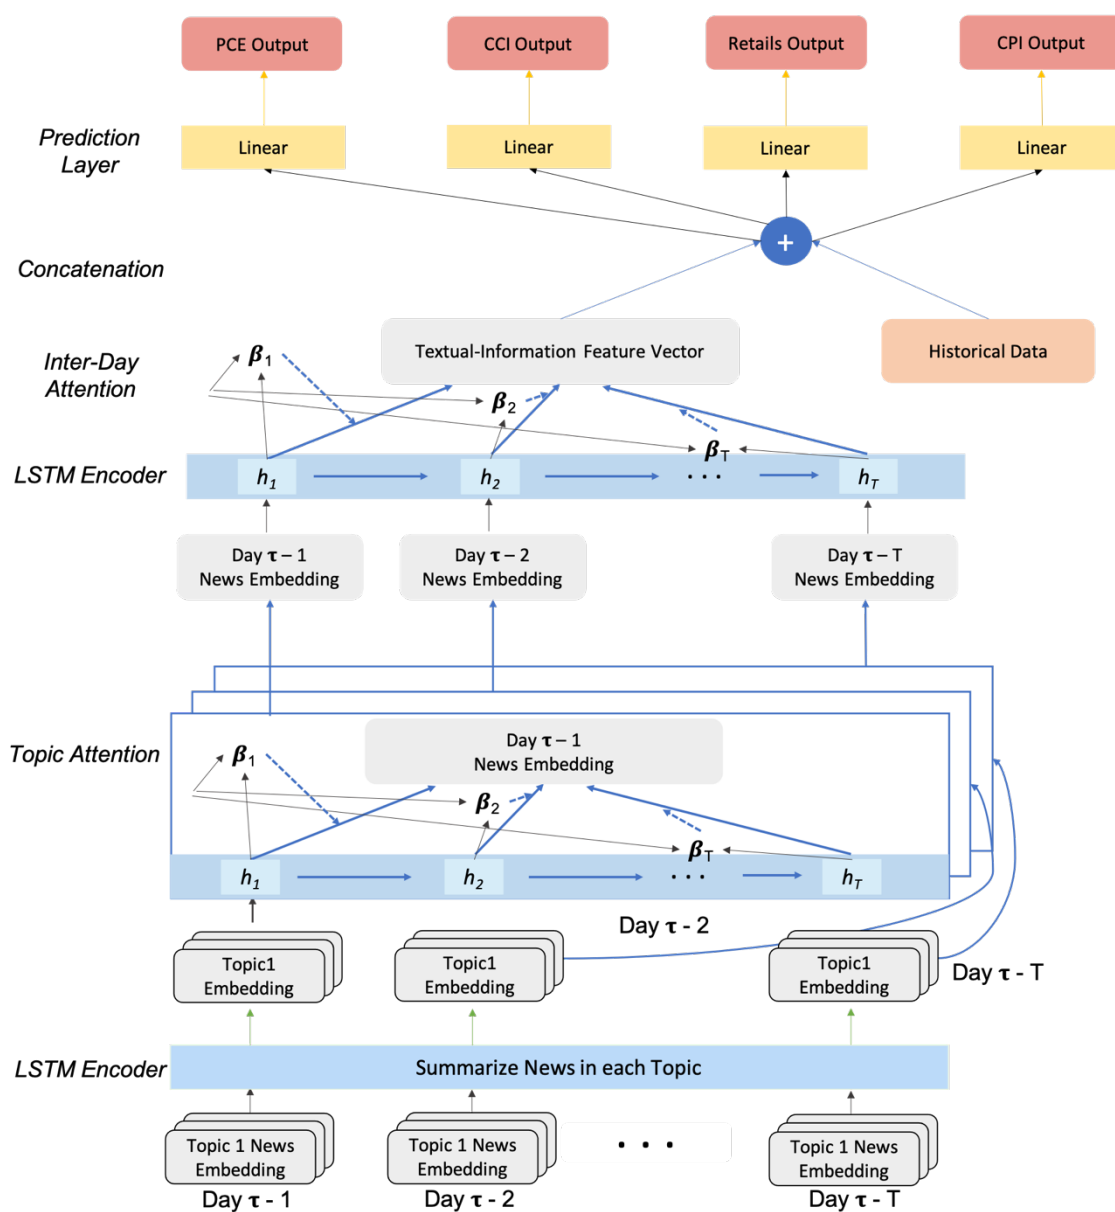 PCE Output
CCI Output
Retails Output
CPI Output
Prediction
Layer
Linear
Linear
Linear
Linear
+
Concatenation
Inter-Day
Attention
β1
Textual-Information Feature Vector
Historical Data
β2
βT
LSTM Encoder
h1
h2
. . .
hT
Day τ – 1
News Embedding
Day τ – 2
News Embedding
Day τ – T
News Embedding
Topic Attention
β1
Day τ – 1
News Embedding
β2
βT
h1
h2
. . .
hT
Day τ - 2
Topic1
Embedding
Topic1
Embedding
Topic1
Embedding
Day τ - T
LSTM Encoder
Summarize News in each Topic
Topic 1 News
Embedding
Topic 1 News
Embedding
. . .
Topic 1 News
Embedding
Day τ - 1
Day τ - 2
Day τ - T